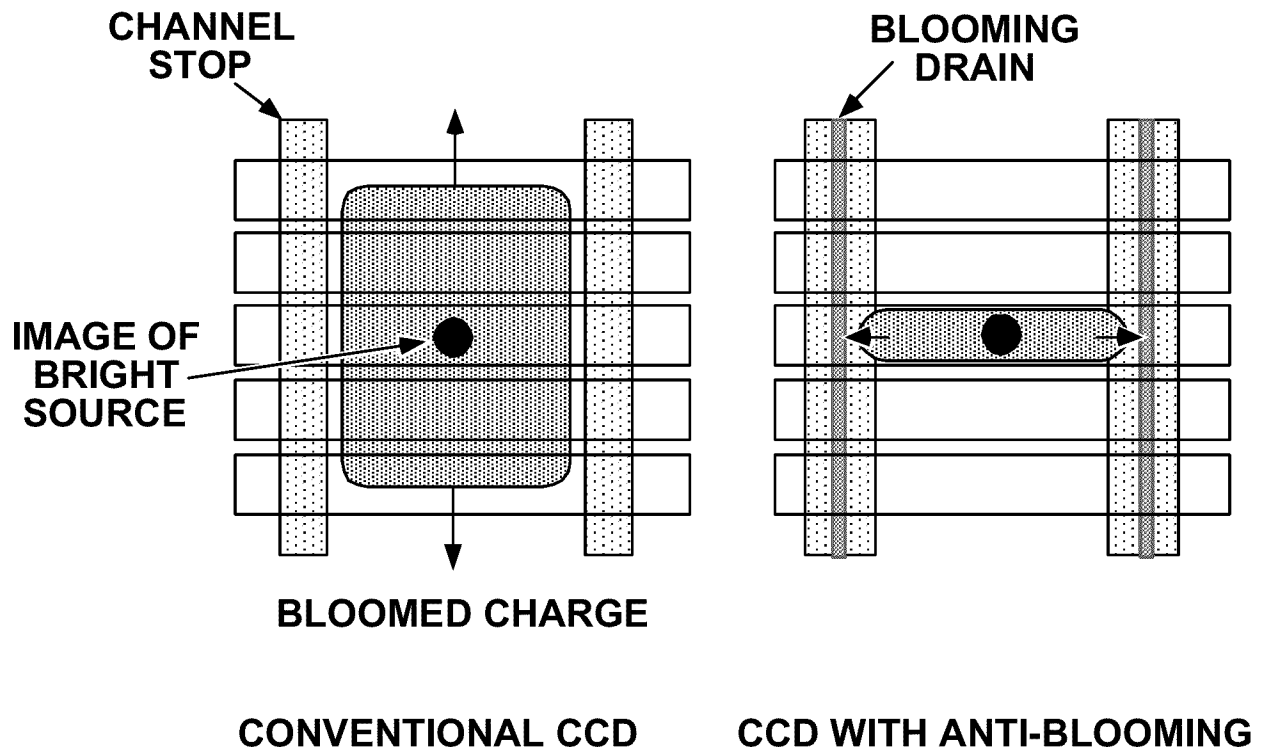 CHANNEL
STOP
BLOOMING
DRAIN
IMAGE OF
BRIGHT
SOURCE
BLOOMED CHARGE
CONVENTIONAL CCD
CCD WITH ANTI-BLOOMING